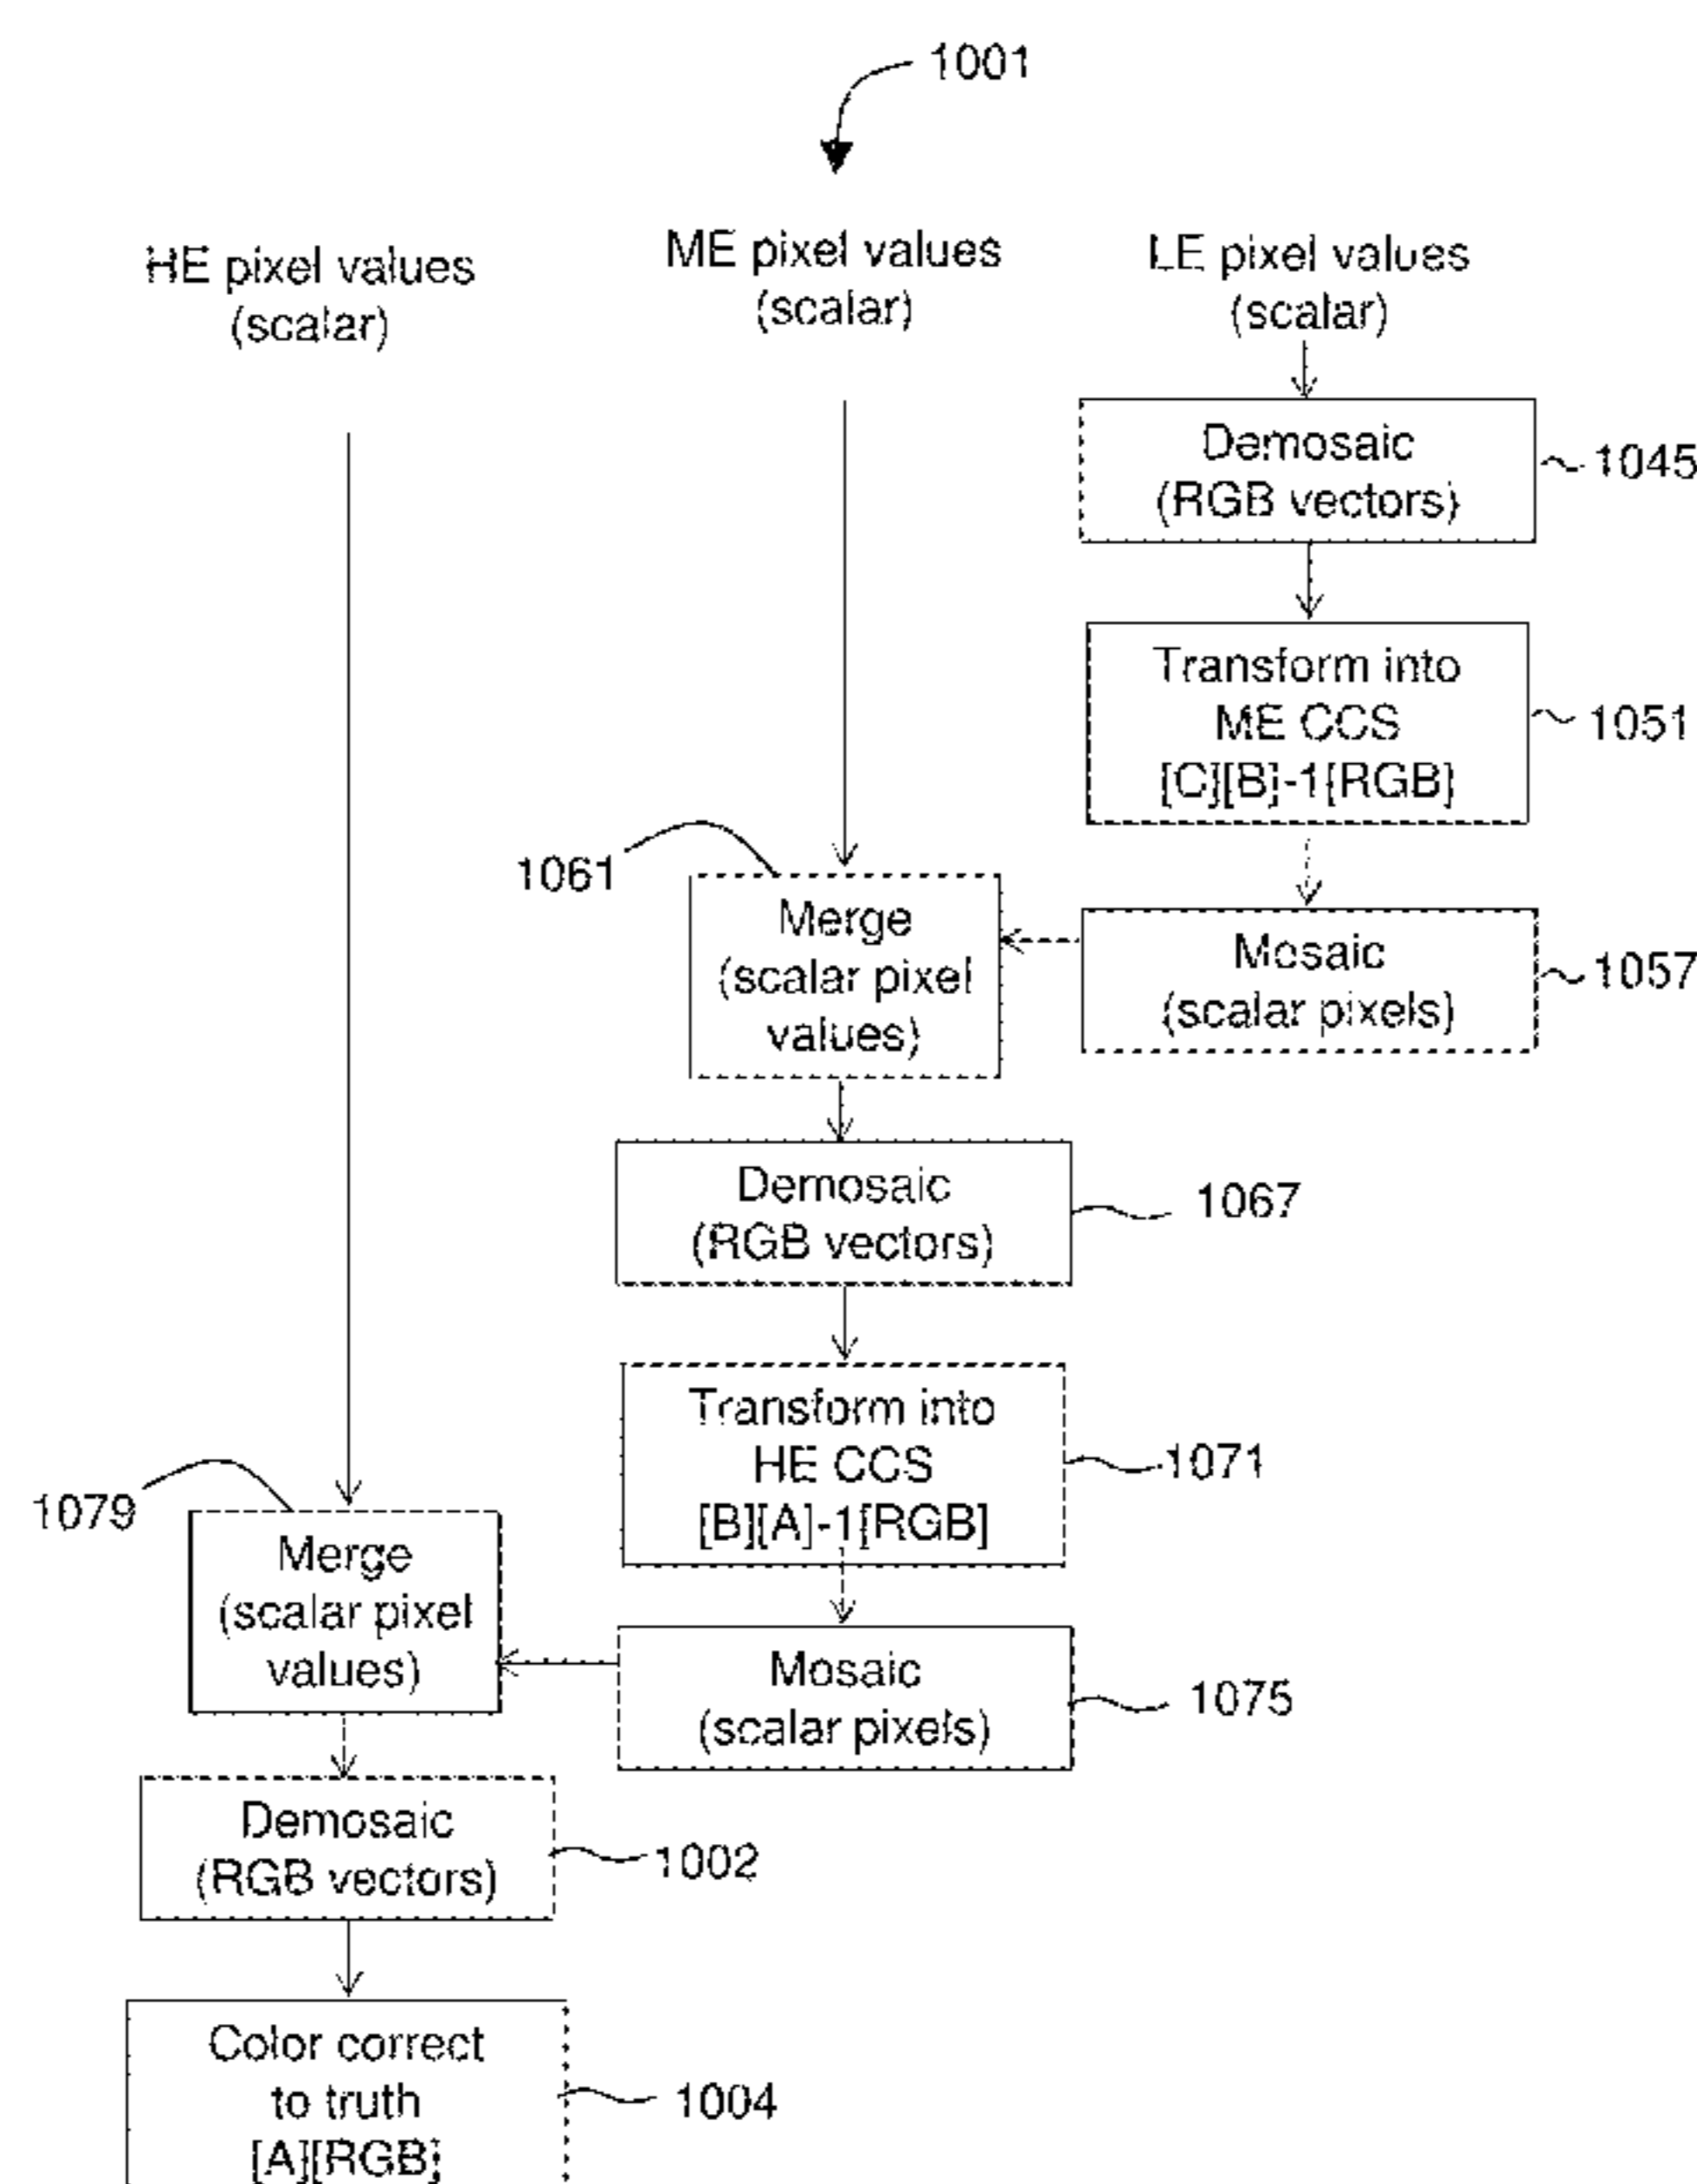 1001
HE pixel values
(scalar)
ME pixel values
(scalar)
LE pixel values
(scalar)
Demosaic
(RGB vectors)
1045
Transform into
ME CCS
[C][B]-1[RGB]
1051
1061
Merge
(scalar pixel
values)
Mosaic
(scalar pixels)
1057
Demosaic
(RGB vectors)
1067
Transform into
HE CCS
[B][A]-1[RGB]
1071
1079
Merge
(scalar pixel
values)
Mosaic
(scalar pixels)
1075
Demosaic
(RGB vectors)
1002
Color correct
to truth
[A][RGB]
1004